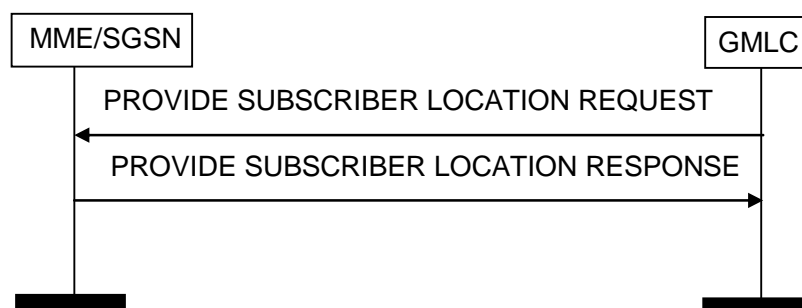 MME/SGSN
GMLC
PROVIDE SUBSCRIBER LOCATION REQUEST
PROVIDE SUBSCRIBER LOCATION RESPONSE